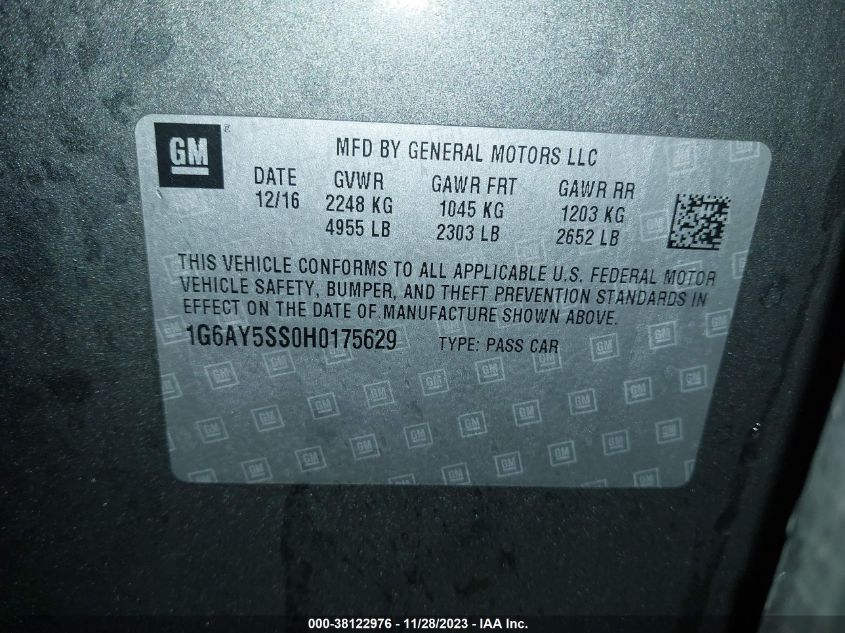 GM
MFD BY GENERAL MOTORS LLC
DATE GVWR GAWR FRT GAWR RR
12/16 2248 KG 1045 KG 1203 KG
4955 LB 2303 LB 2652 LB
THIS VEHICLE CONFORMS TO ALL APPLICABLE U.S. FEDERAL MOTOR
VEHICLE SAFETY, BUMPER, AND THEFT PREVENTION STANDARDS IN
EFFECT ON THE DATE OF MANUFACTURE SHOWN ABOVE.
1G6AY5SS0H0175629 TYPE: PASS CAR
000-38122976 - 11/28/2023 - IAA Inc.